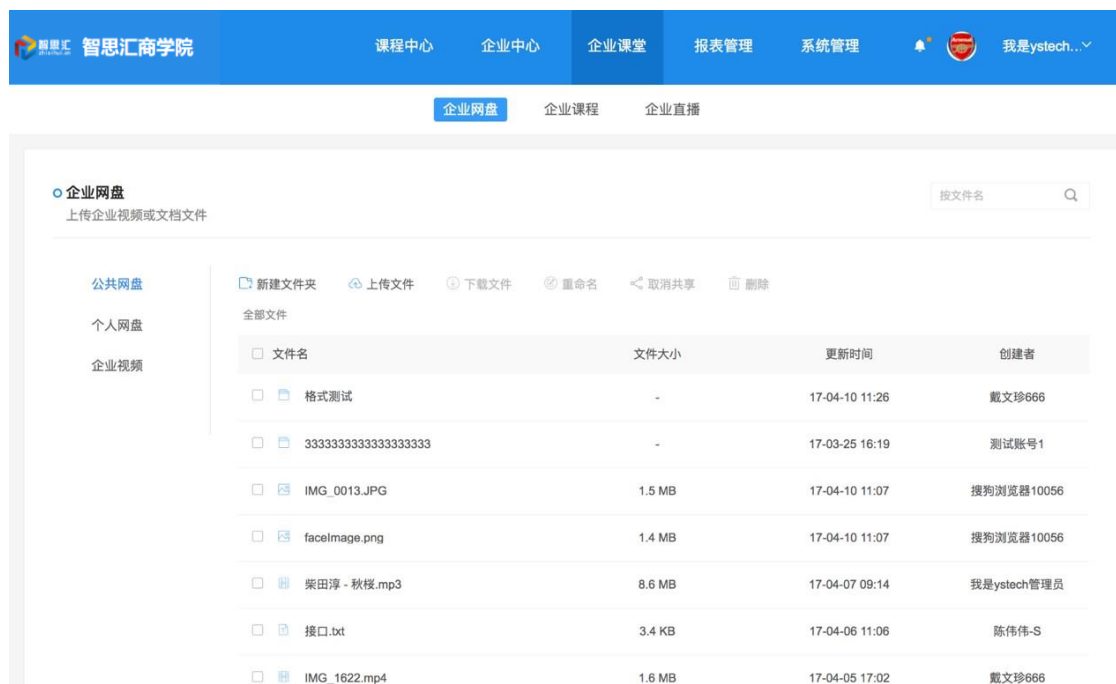 智思汇 智思汇商学院 课程中心 企业中心 企业课堂 报表管理 系统管理 我是ystech...
企业网盘 企业课程 企业直播
企业网盘
按文件名
上传企业视频或文档文件
公共网盘
个人网盘
企业视频
新建文件夹 上传文件 下载文件 重命名 取消共享 删除
全部文件
文件名 文件大小 更新时间 创建者
格式测试 - 17-04-10 11:26 戴文珍666
3333333333333333333 - 17-03-25 16:19 测试账号1
IMG_0013.JPG 1.5 MB 17-04-10 11:07 搜狗浏览器10056
faceImage.png 1.4 MB 17-04-10 11:07 搜狗浏览器10056
柴田淳 - 秋桜.mp3 8.6 MB 17-04-07 09:14 我是ystech管理员
接口.txt 3.4 KB 17-04-06 11:06 陈伟伟-S
IMG_1622.mp4 1.6 MB 17-04-05 17:02 戴文珍666